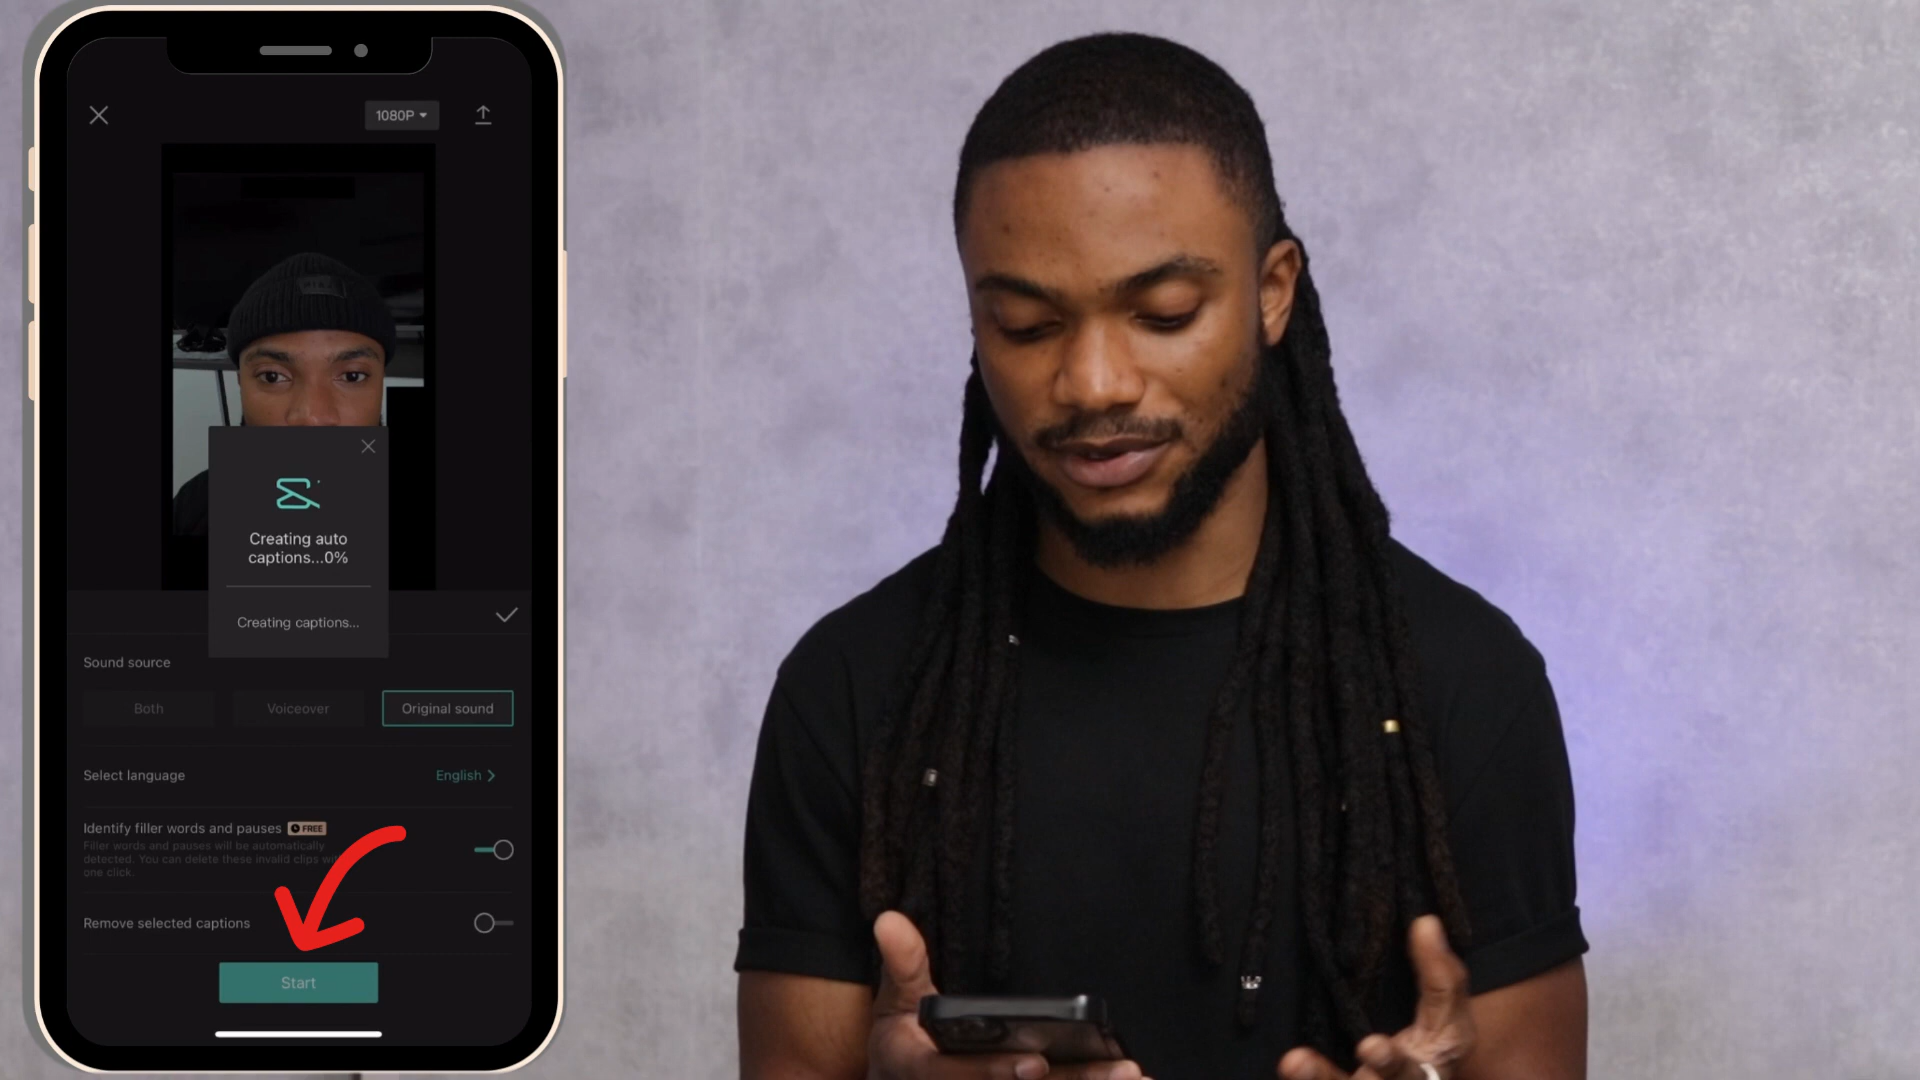 1080P
Creating auto
captions...0%
Creating captions...
Sound source
Both
Voiceover
Original sound
Select language
English
Identify filler words and pauses
FREE
Filler words and pauses will be automatically
detected. You can delete these invalid clips
one click.
Remove selected captions
Start